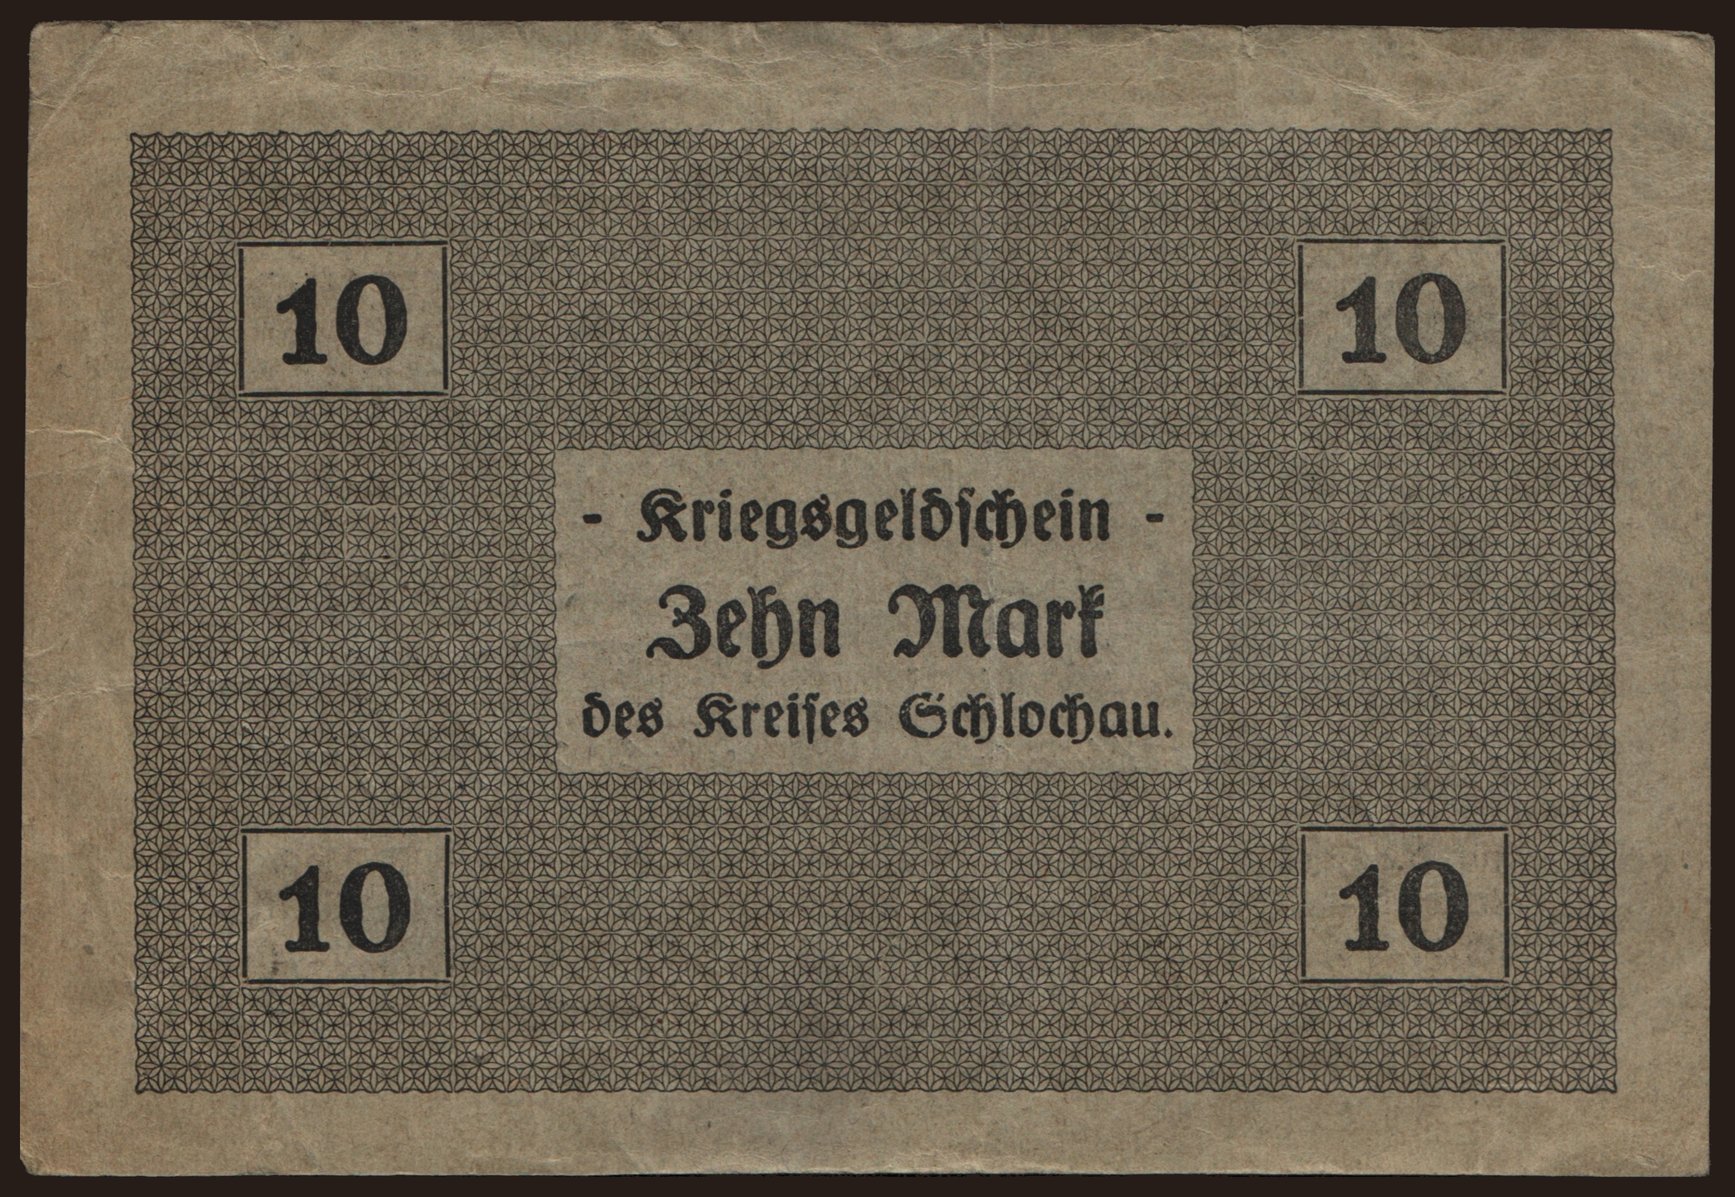 10 10
- Kriegsgeldſchein -
Zehn Mark
des Kreiſes Schlochau.
10 10